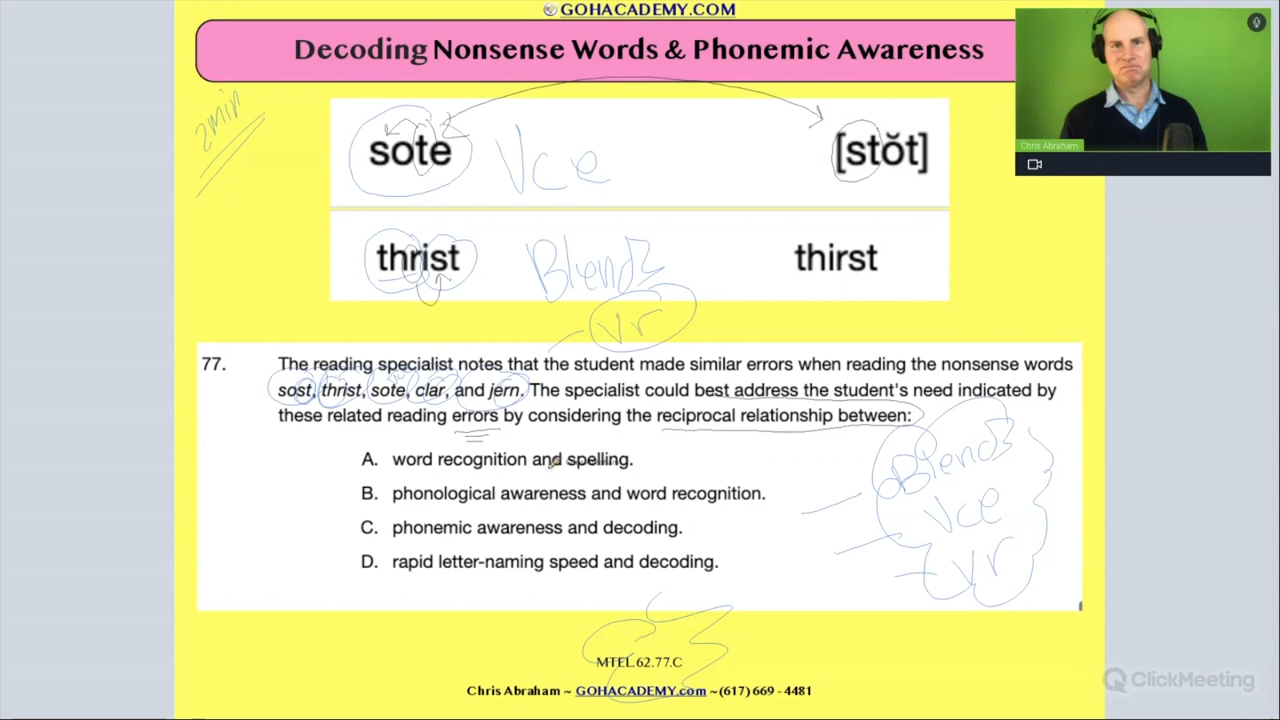 GOHACADEMY.COM
Decoding Nonsense Words & Phonemic Awareness
Chris Abraham
2min
sote Vce [stŏt]
thrist Blends thirst
vr
77. The reading specialist notes that the student made similar errors when reading the nonsense words
sost, thrist, sote, clar, and jern. The specialist could best address the student's need indicated by
these related reading errors by considering the reciprocal relationship between:
A. word recognition and spelling.
B. phonological awareness and word recognition.
C. phonemic awareness and decoding.
D. rapid letter-naming speed and decoding.
Blends
Vce
vr
MTEL.62.77.C
Chris Abraham ~ GOHACADEMY.com ~(617) 669 - 4481
ClickMeeting